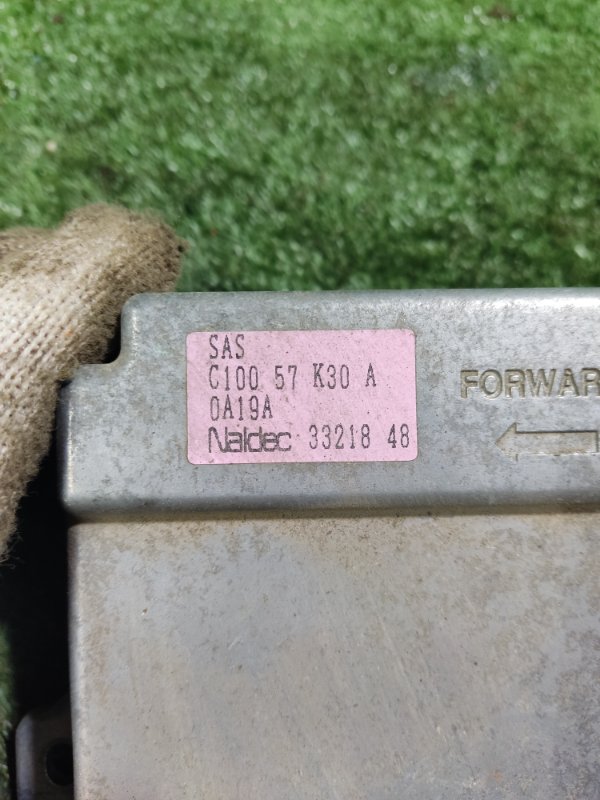 SAS
C100 57 K30 A
0A19A
Naldec 33218 48
FORWAR